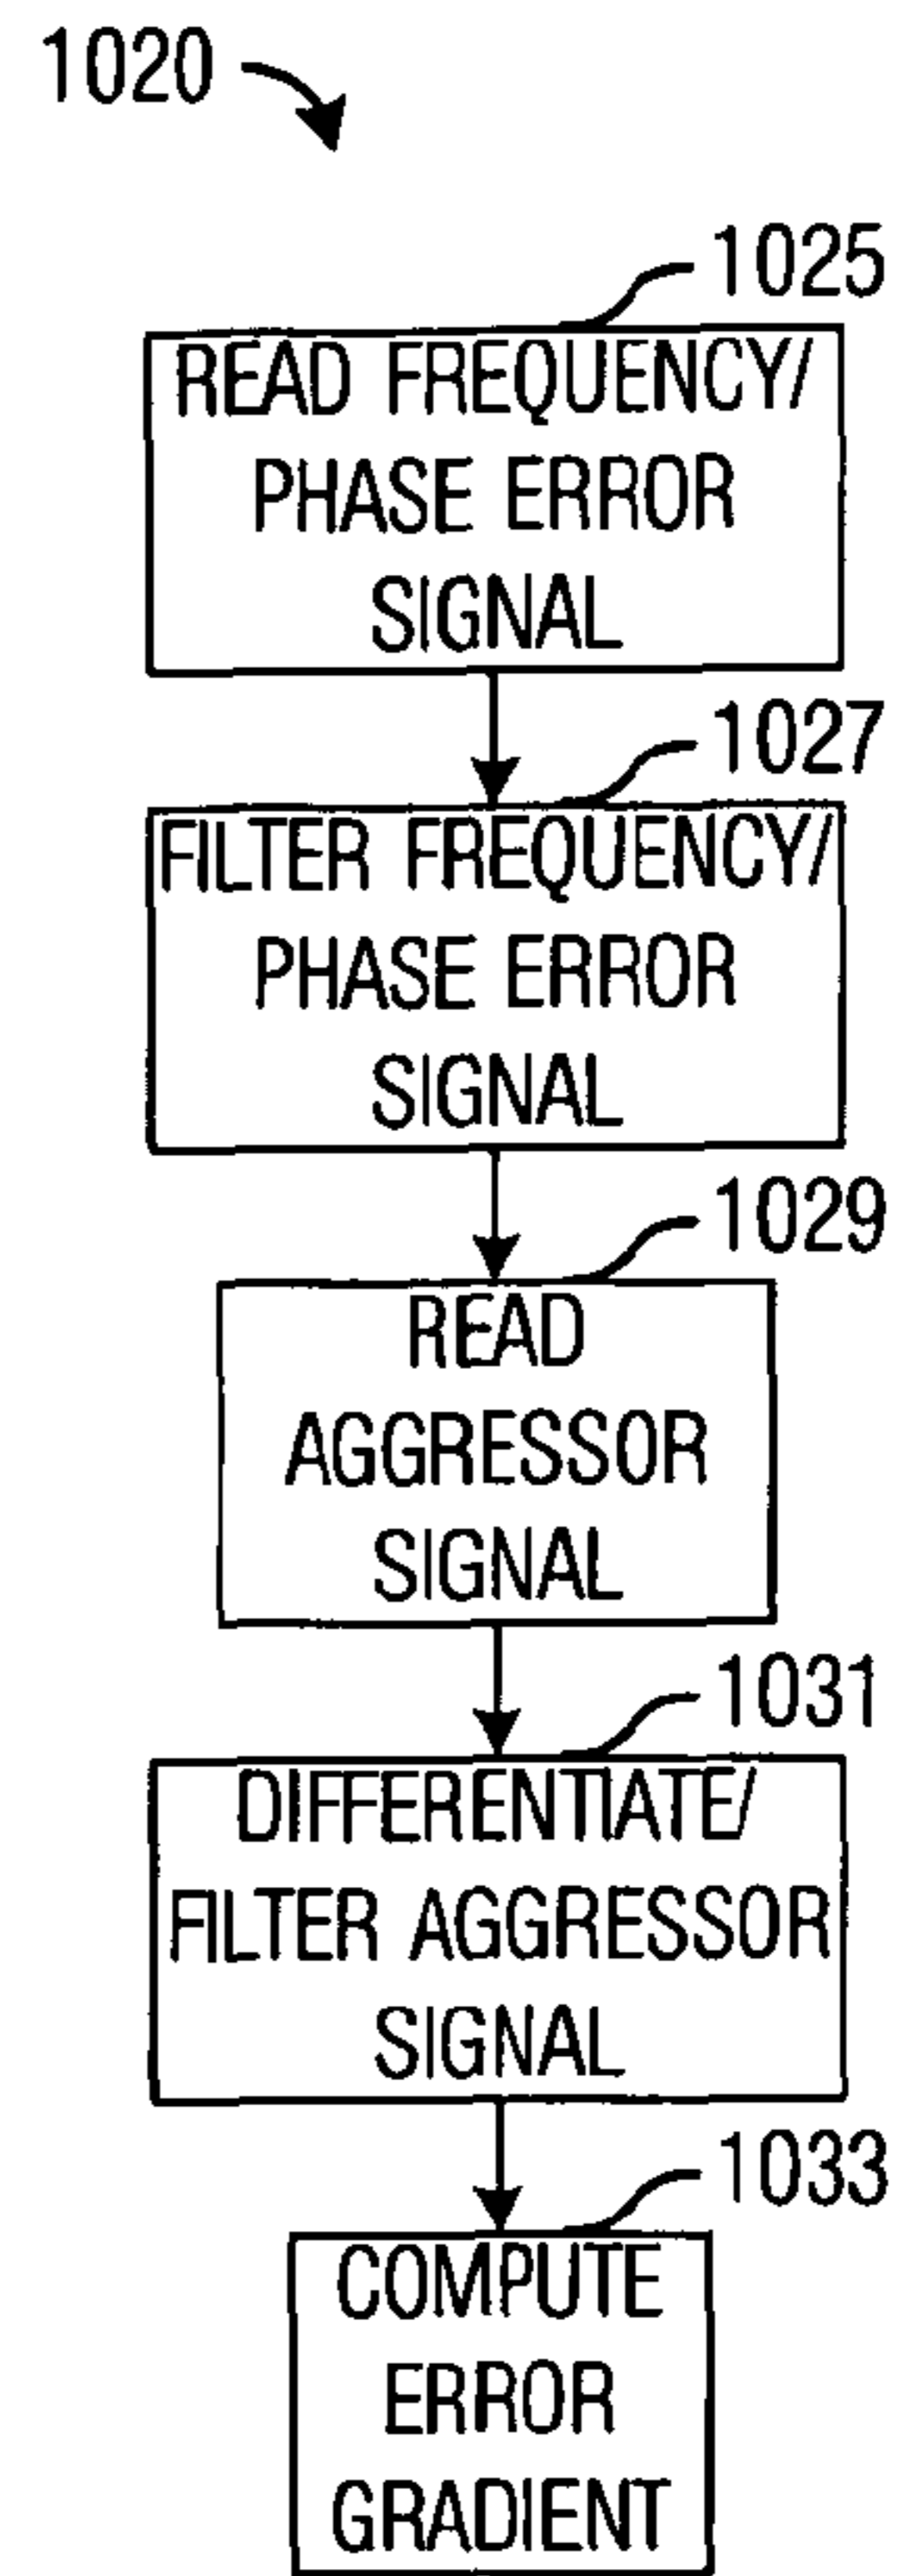 1020
1025
READ FREQUENCY/
PHASE ERROR
SIGNAL
1027
FILTER FREQUENCY/
PHASE ERROR
SIGNAL
1029
READ
AGGRESSOR
SIGNAL
1031
DIFFERENTIATE/
FILTER AGGRESSOR
SIGNAL
1033
COMPUTE
ERROR
GRADIENT